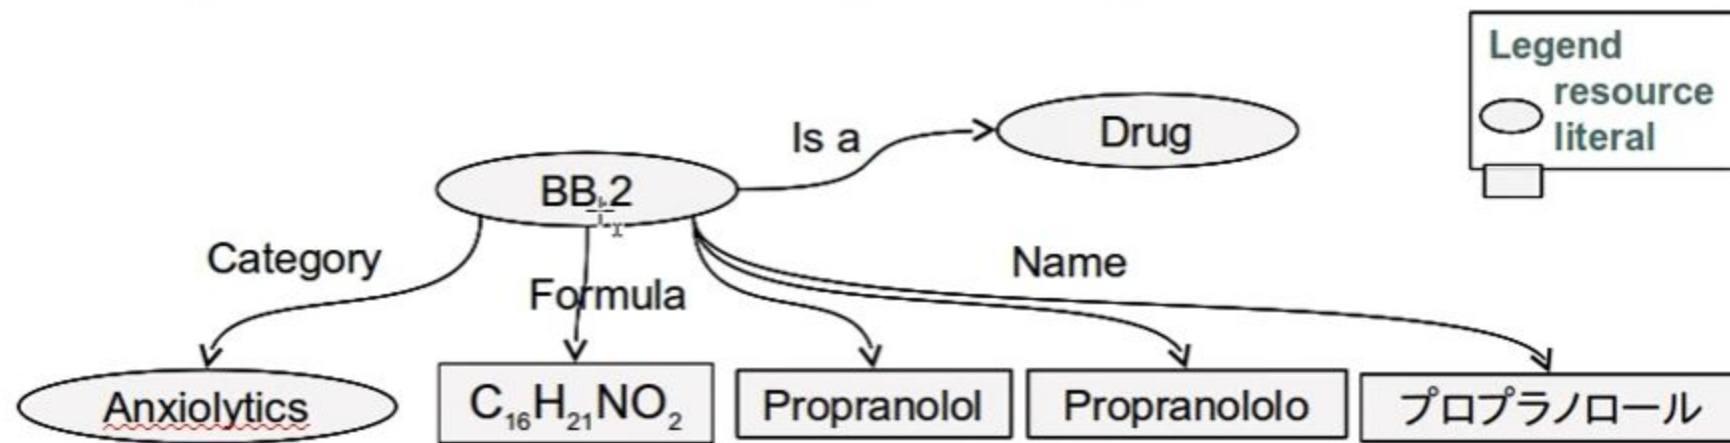 Legend
resource
literal
Is a
Drug
BB,2
Category
Formula
Name
Anxiolytics
C₁₆H₂₁NO₂
Propranolol
Propranololo
プロプラノロール